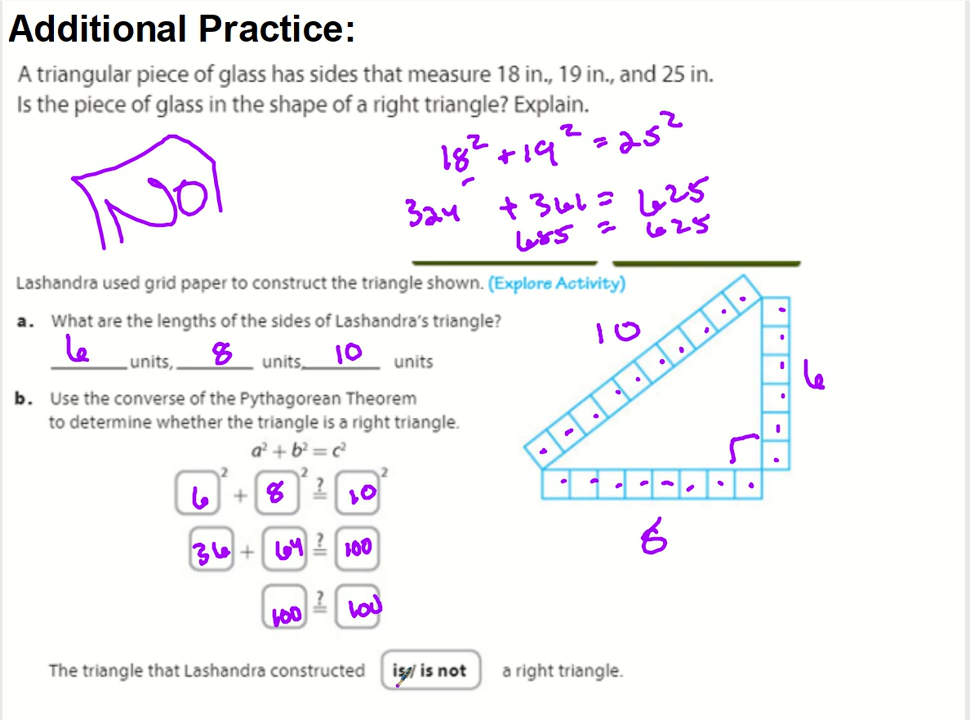 Additional Practice:
A triangular piece of glass has sides that measure 18 in., 19 in., and 25 in.
Is the piece of glass in the shape of a right triangle? Explain.
No
18² + 19² = 25²
324 + 361 = 625
685 = 625
Lashandra used grid paper to construct the triangle shown. (Explore Activity)
a. What are the lengths of the sides of Lashandra's triangle?
6 units, 8 units, 10 units
b. Use the converse of the Pythagorean Theorem
to determine whether the triangle is a right triangle.
a² + b² = c²
6² + 8² ≟ 10²
36 + 64 ≟ 100
100 ≟ 100
The triangle that Lashandra constructed is / is not a right triangle.
10
6
8